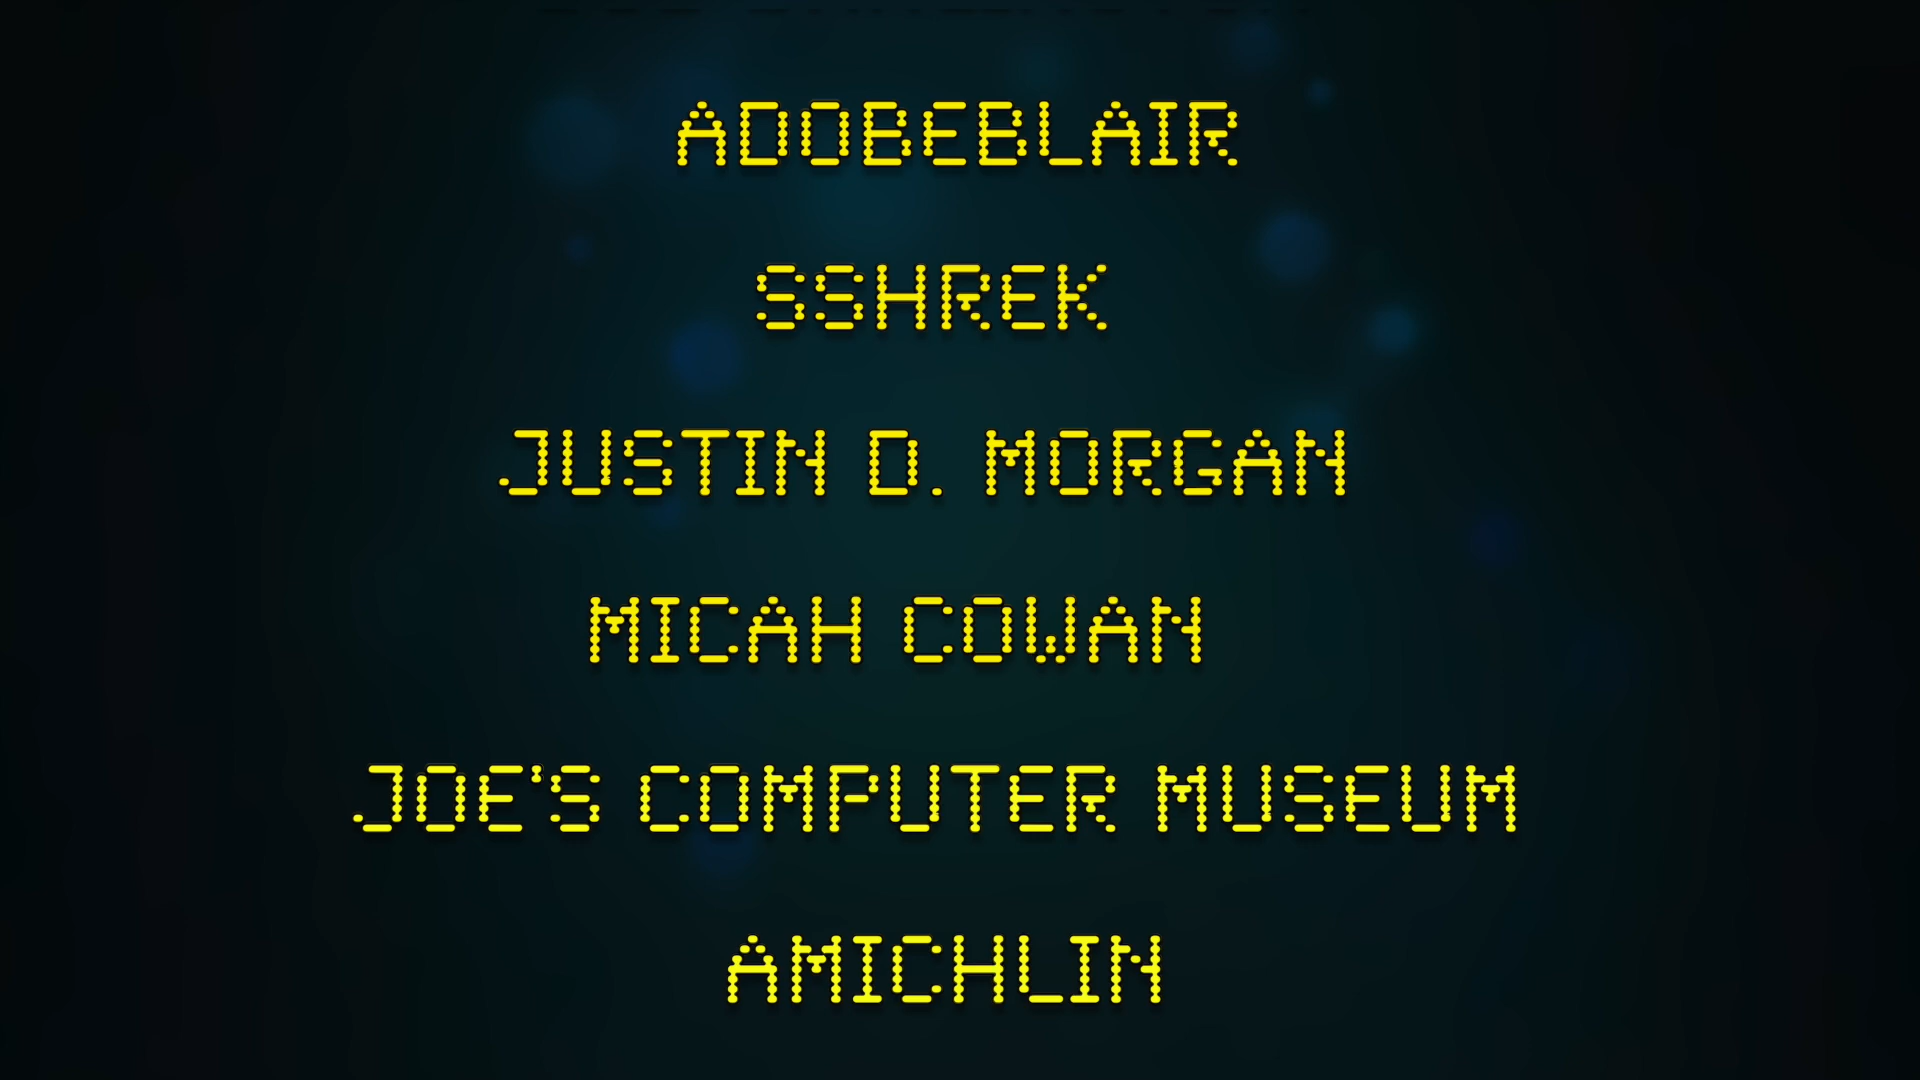 ADOBEBLAIR
SSHREK
JUSTIN D. MORGAN
MICAH COWAN
JOE'S COMPUTER MUSEUM
AMICHLIN